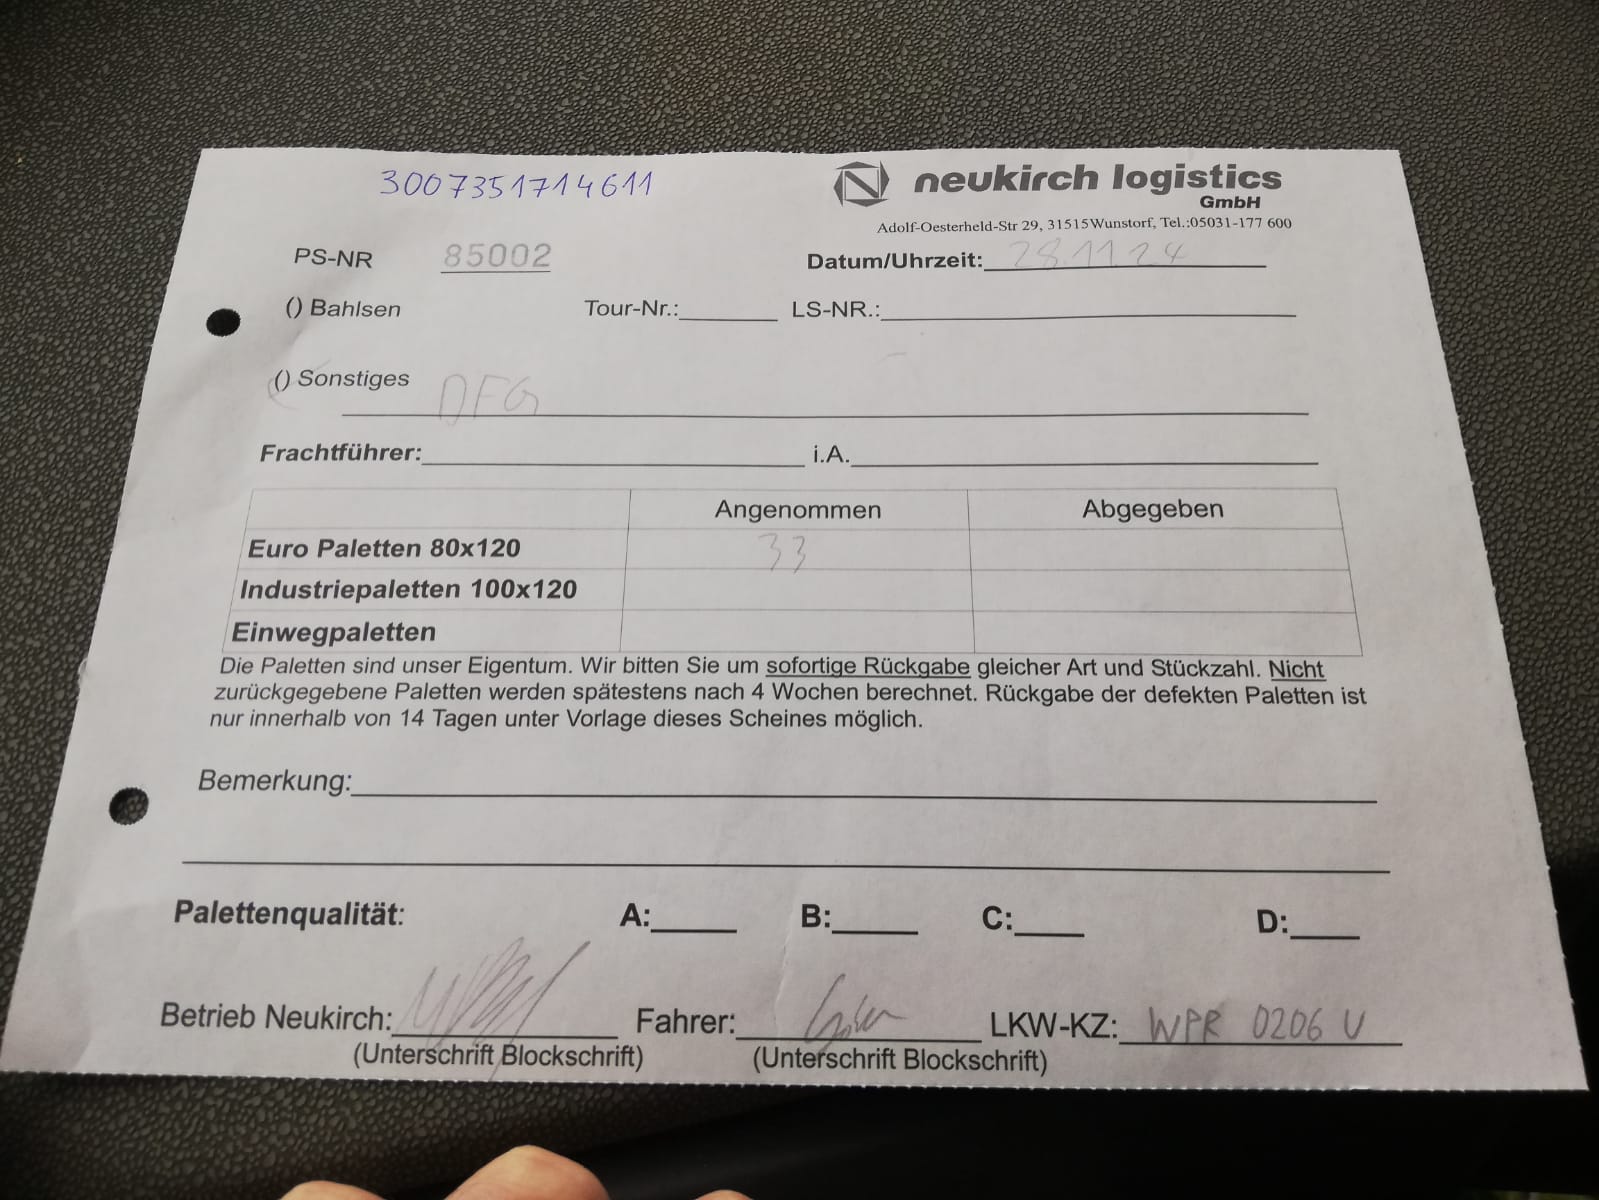 3007351714611
neukirch logistics
GmbH
Adolf-Oesterheld-Str 29, 31515 Wunstorf, Tel.:05031-177 600
PS-NR 85002 Datum/Uhrzeit: 28.11.24
() Bahlsen Tour-Nr.: LS-NR.:
() Sonstiges DFG
Frachtführer: i.A.
Angenommen Abgegeben
Euro Paletten 80x120 33
Industriepaletten 100x120
Einwegpaletten
Die Paletten sind unser Eigentum. Wir bitten Sie um sofortige Rückgabe gleicher Art und Stückzahl. Nicht
zurückgegebene Paletten werden spätestens nach 4 Wochen berechnet. Rückgabe der defekten Paletten ist
nur innerhalb von 14 Tagen unter Vorlage dieses Scheines möglich.
Bemerkung:
Palettenqualität: A: B: C: D:
Betrieb Neukirch: Fahrer: LKW-KZ: WPR 0206 U
(Unterschrift Blockschrift) (Unterschrift Blockschrift)